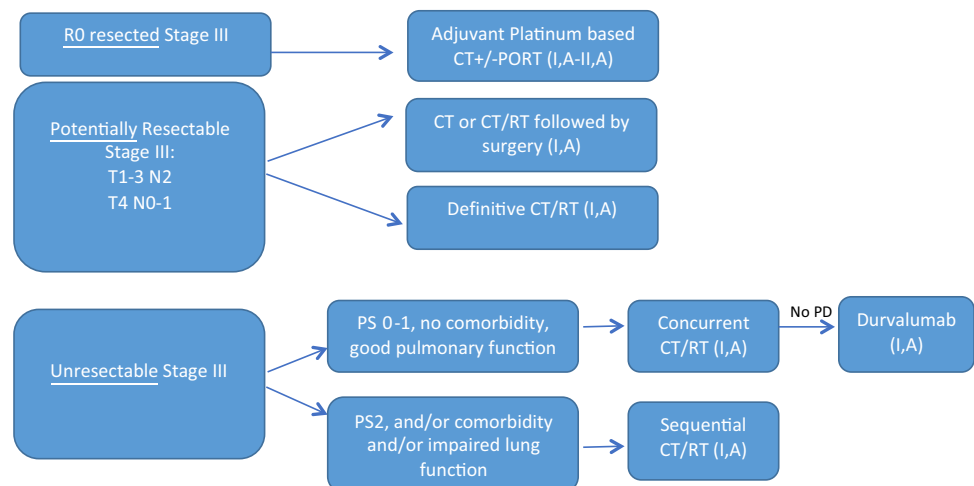 R0 resected Stage III
Adjuvant Platinum based
CT+/-PORT (I,A-II,A)
Potentially Resectable
Stage III:
T1-3 N2
T4 N0-1
CT or CT/RT followed by
surgery (I,A)
Definitive CT/RT (I,A)
Unresectable Stage III
PS 0-1, no comorbidity,
good pulmonary function
Concurrent
CT/RT (I,A)
No PD
Durvalumab
(I,A)
PS2, and/or comorbidity
and/or impaired lung
function
Sequential
CT/RT (I,A)